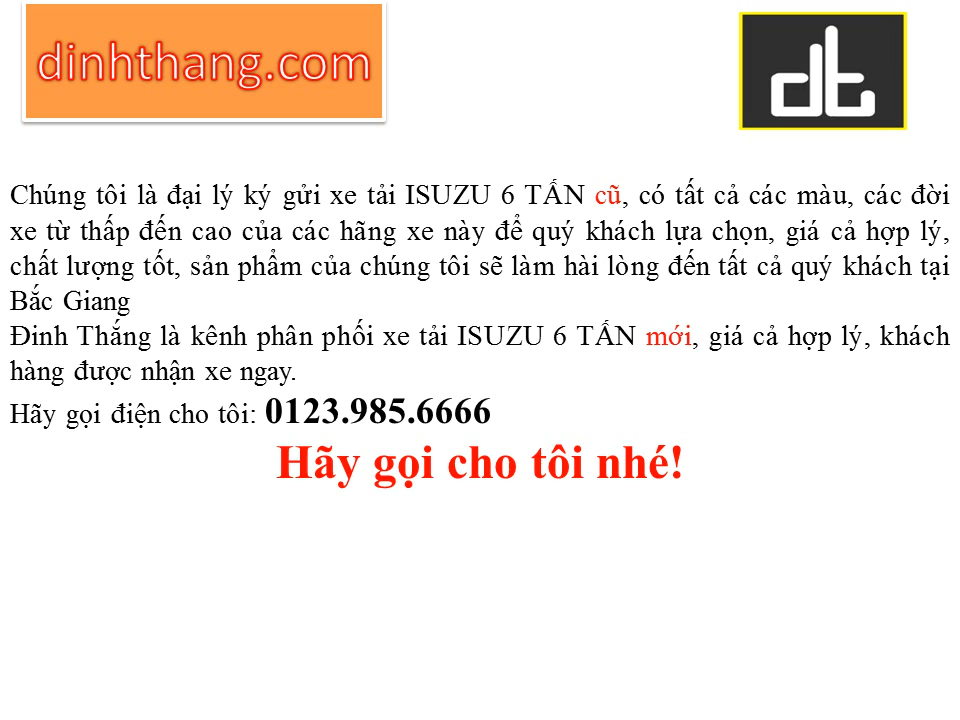 dinhthang.com
dt
Chúng tôi là đại lý ký gửi xe tải ISUZU 6 TẤN cũ, có tất cả các màu, các đời
xe từ thấp đến cao của các hãng xe này để quý khách lựa chọn, giá cả hợp lý,
chất lượng tốt, sản phẩm của chúng tôi sẽ làm hài lòng đến tất cả quý khách tại
Bắc Giang
Đinh Thắng là kênh phân phối xe tải ISUZU 6 TẤN mới, giá cả hợp lý, khách
hàng được nhận xe ngay.
Hãy gọi điện cho tôi: 0123.985.6666
Hãy gọi cho tôi nhé!